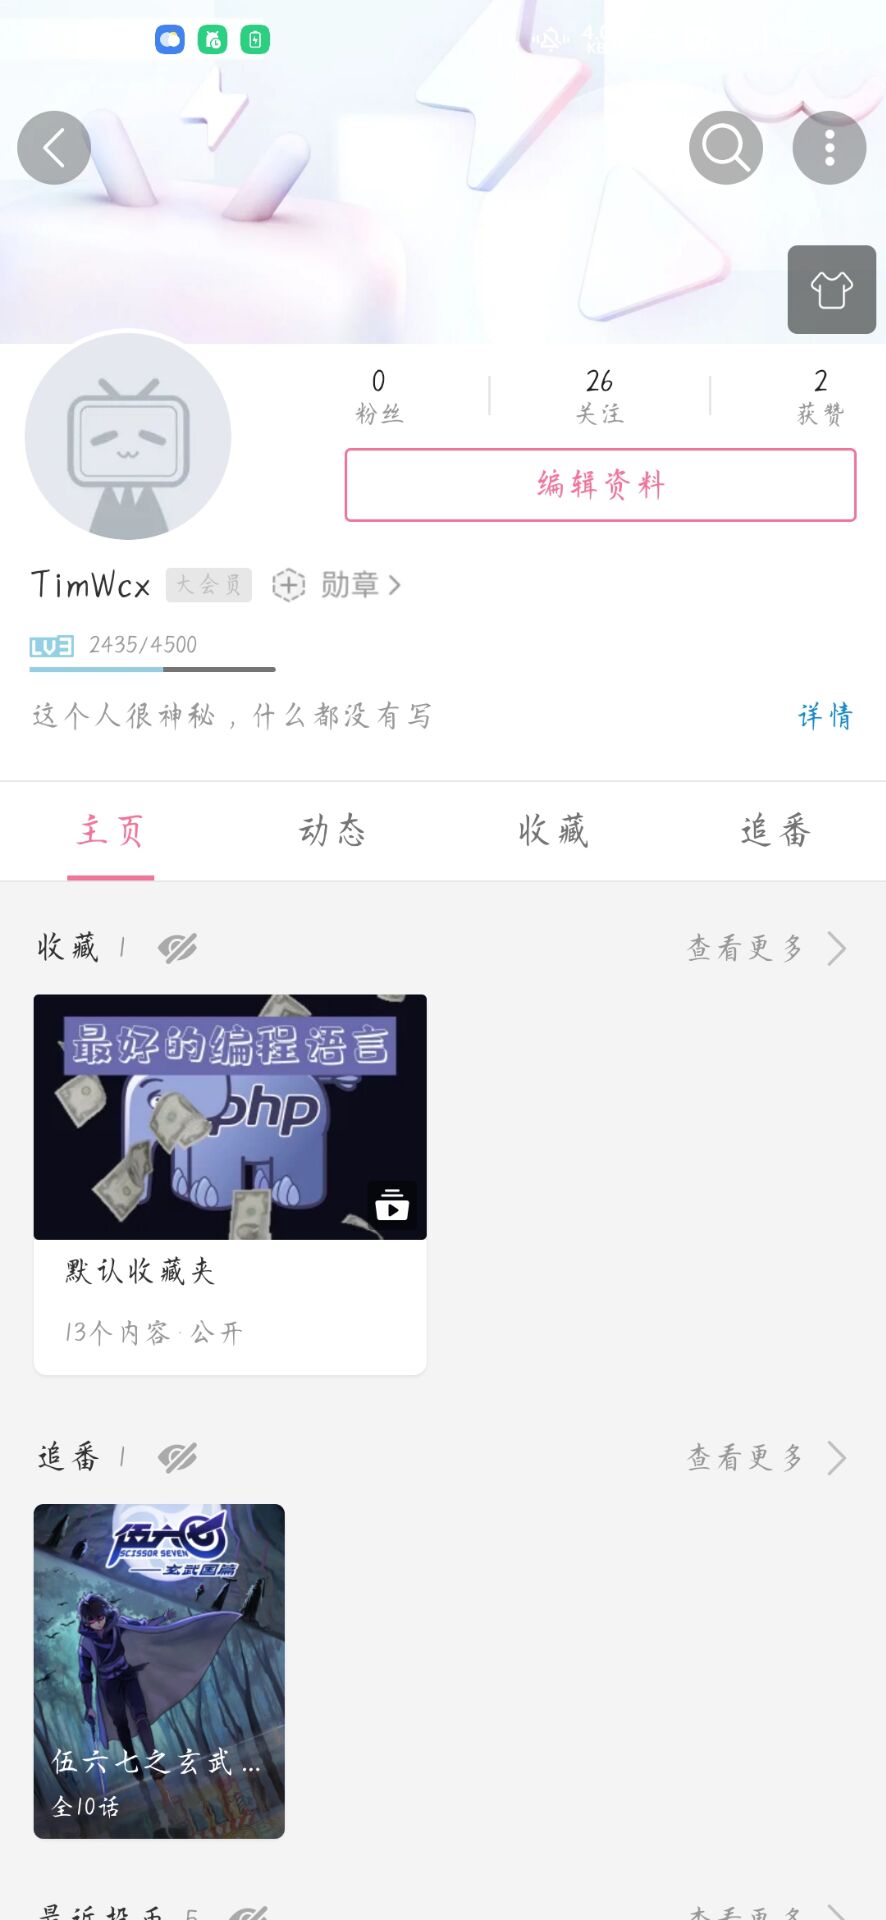 0
26
2
粉丝
关注
获赞
编辑资料
TimWcx 大会员 勋章
LV3 2435/4500
这个人很神秘，什么都没有写 详情
主页 动态 收藏 追番
收藏 1 查看更多
最好的编程语言
php
默认收藏夹
13个内容·公开
追番 1 查看更多
伍六七
SCISSOR SEVEN
——玄武国篇
伍六七之玄武...
全10话
最近投币 5 查看更多